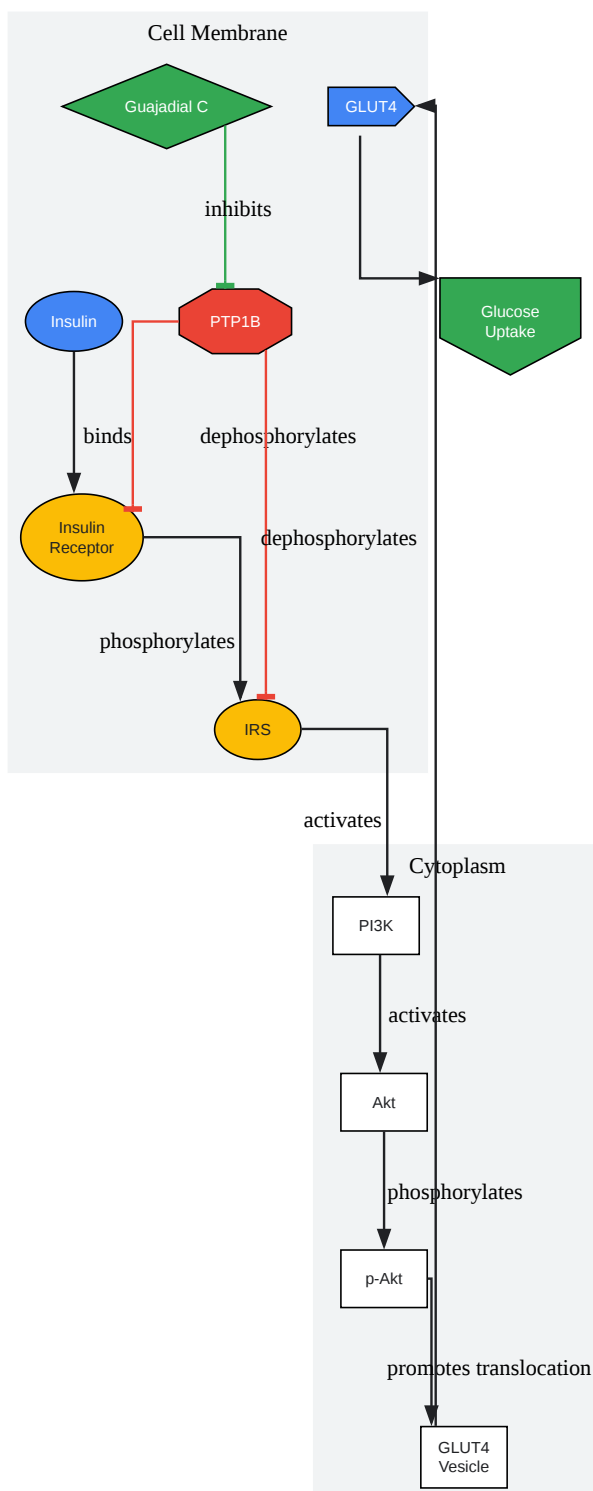 Cell Membrane
Guajadial C
GLUT4
inhibits
Insulin
PTP1B
Glucose
Uptake
binds
dephosphorylates
Insulin
Receptor
dephosphorylates
phosphorylates
IRS
activates
Cytoplasm
PI3K
activates
Akt
phosphorylates
p-Akt
promotes translocation
GLUT4
Vesicle